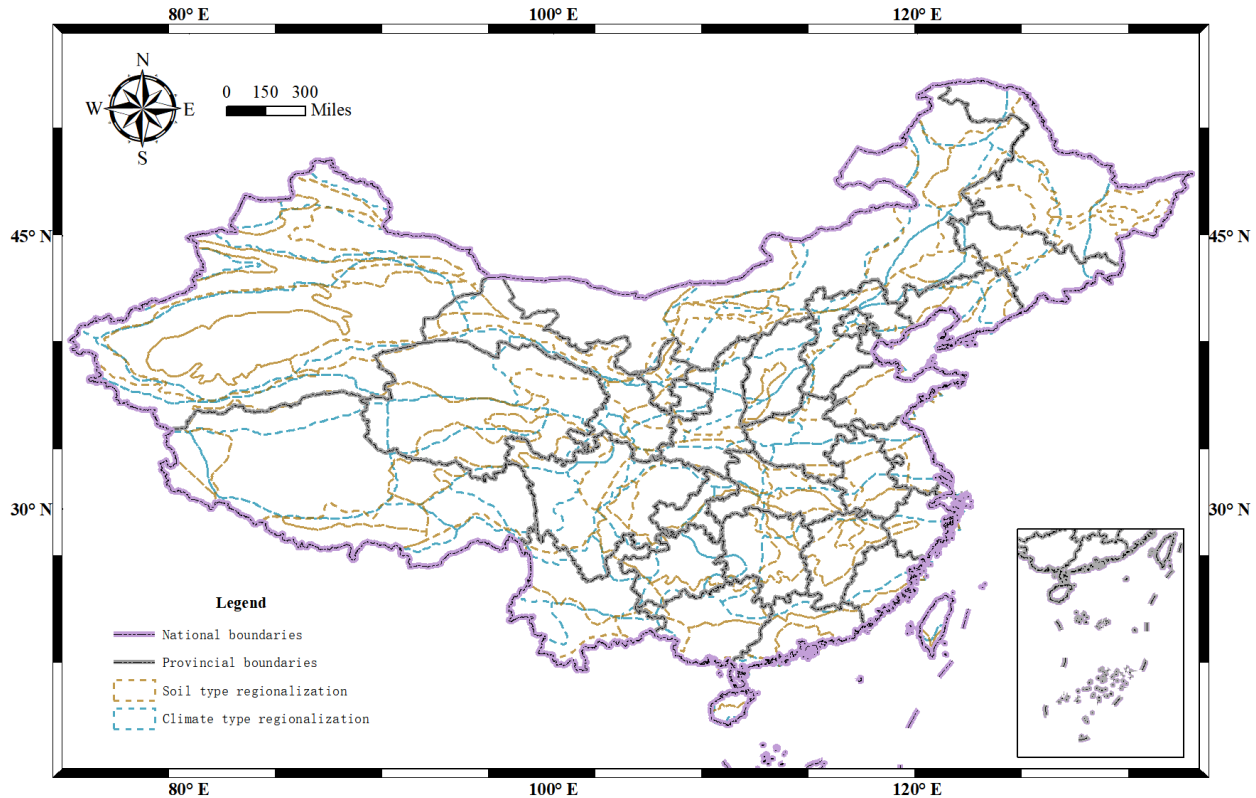 80° E 100° E 120° E
N
W E
S
0 150 300
Miles
45° N 45° N
30° N 30° N
Legend
National boundaries
Provincial boundaries
Soil type regionalization
Climate type regionalization
80° E 100° E 120° E